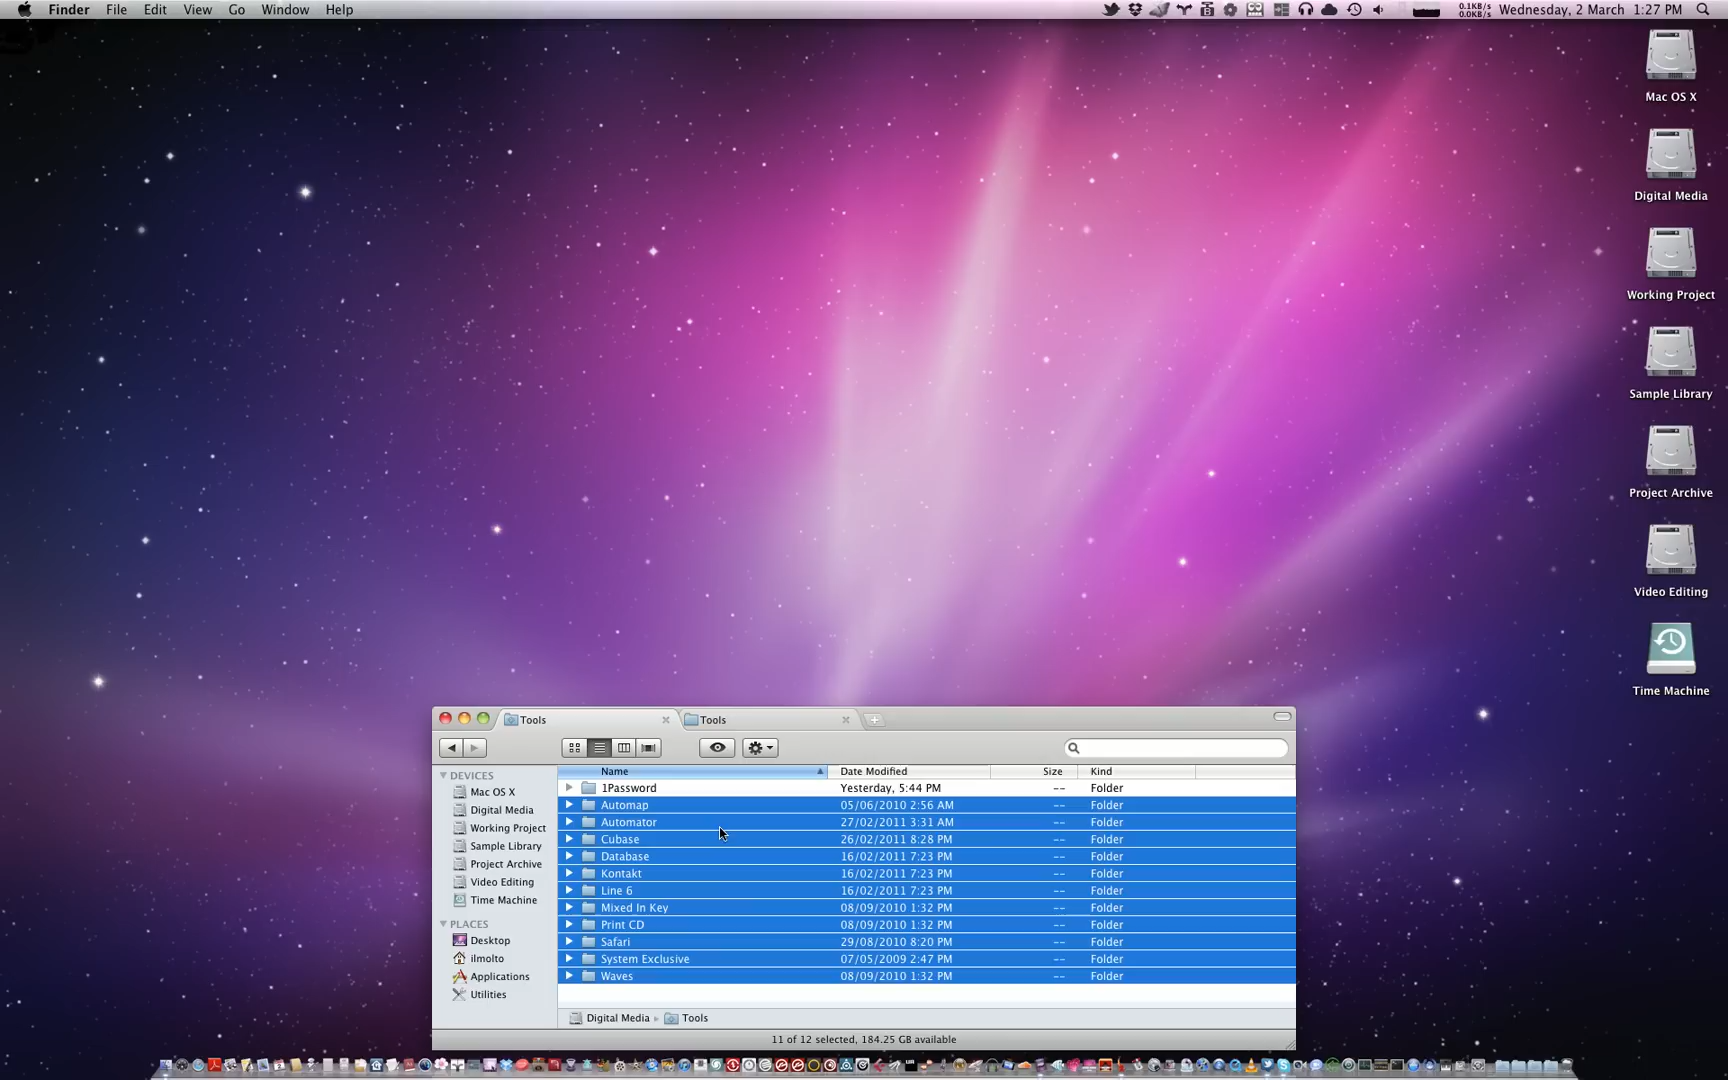 Finder File Edit View Go Window Help
0.1KB/s
0.0KB/s
Wednesday, 2 March 1:27 PM
Mac OS X
Digital Media
Working Project
Sample Library
Project Archive
Video Editing
Time Machine
Tools Tools
Name Date Modified Size Kind
1Password Yesterday, 5:44 PM -- Folder
Automap 05/06/2010 2:56 AM -- Folder
Automator 27/02/2011 3:31 AM -- Folder
Cubase 26/02/2011 8:28 PM -- Folder
Database 16/02/2011 7:23 PM -- Folder
Kontakt 16/02/2011 7:23 PM -- Folder
Line 6 16/02/2011 7:23 PM -- Folder
Mixed In Key 08/09/2010 1:32 PM -- Folder
Print CD 08/09/2010 1:32 PM -- Folder
Safari 29/08/2010 8:20 PM -- Folder
System Exclusive 07/05/2009 2:47 PM -- Folder
Waves 08/09/2010 1:32 PM -- Folder
DEVICES
Mac OS X
Digital Media
Working Project
Sample Library
Project Archive
Video Editing
Time Machine
PLACES
Desktop
ilmolto
Applications
Utilities
Digital Media Tools
11 of 12 selected, 184.25 GB available